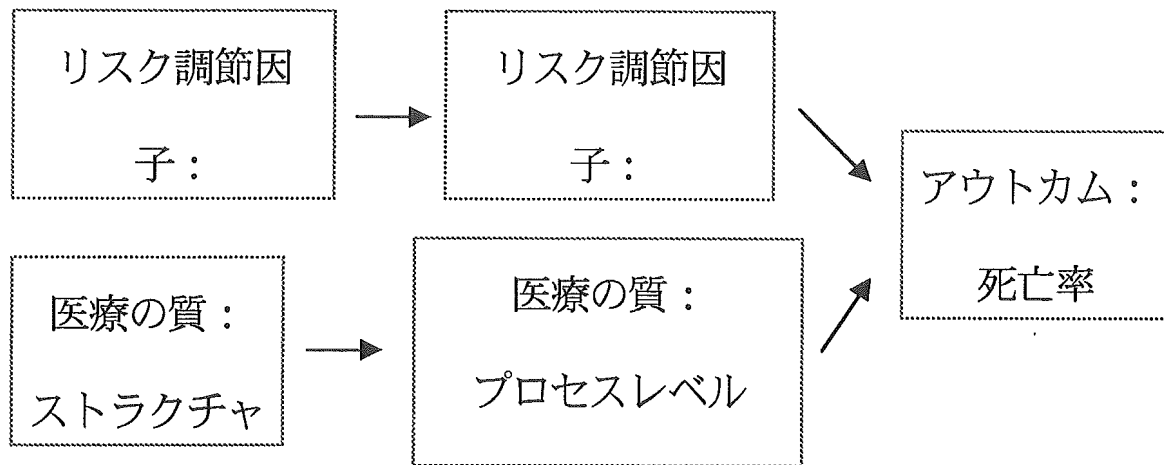 リスク調節因
子：
リスク調節因
子：
アウトカム：
死亡率
医療の質：
ストラクチャ
医療の質：
プロセスレベル